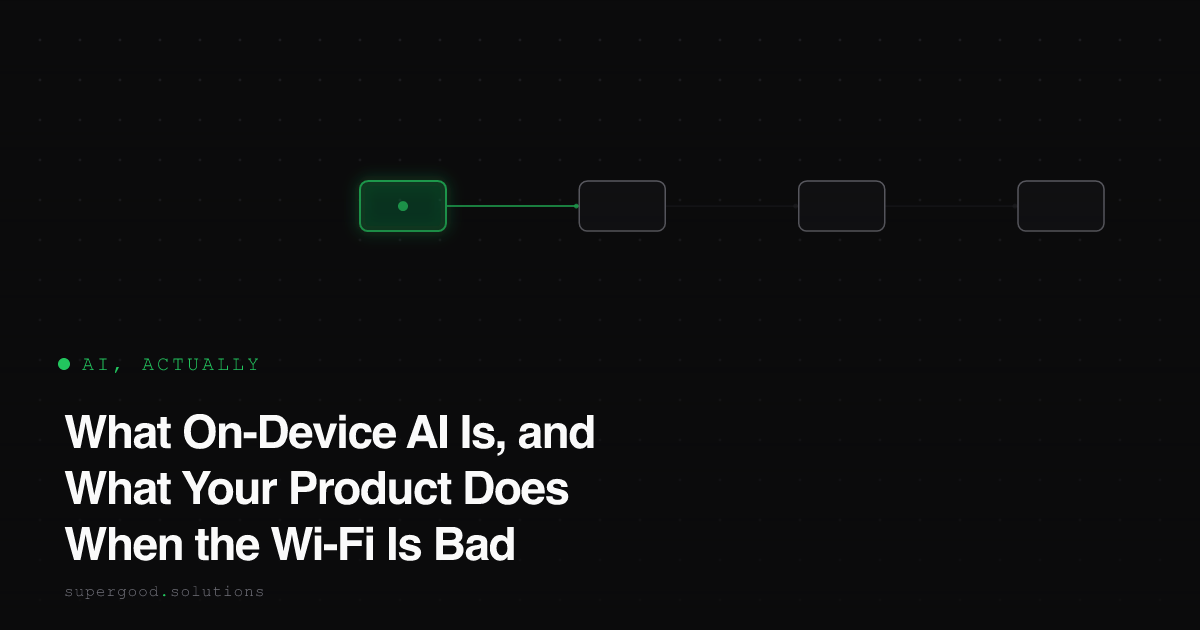 AI, ACTUALLY
What On-Device AI Is, and
What Your Product Does
When the Wi-Fi Is Bad
supergood.solutions